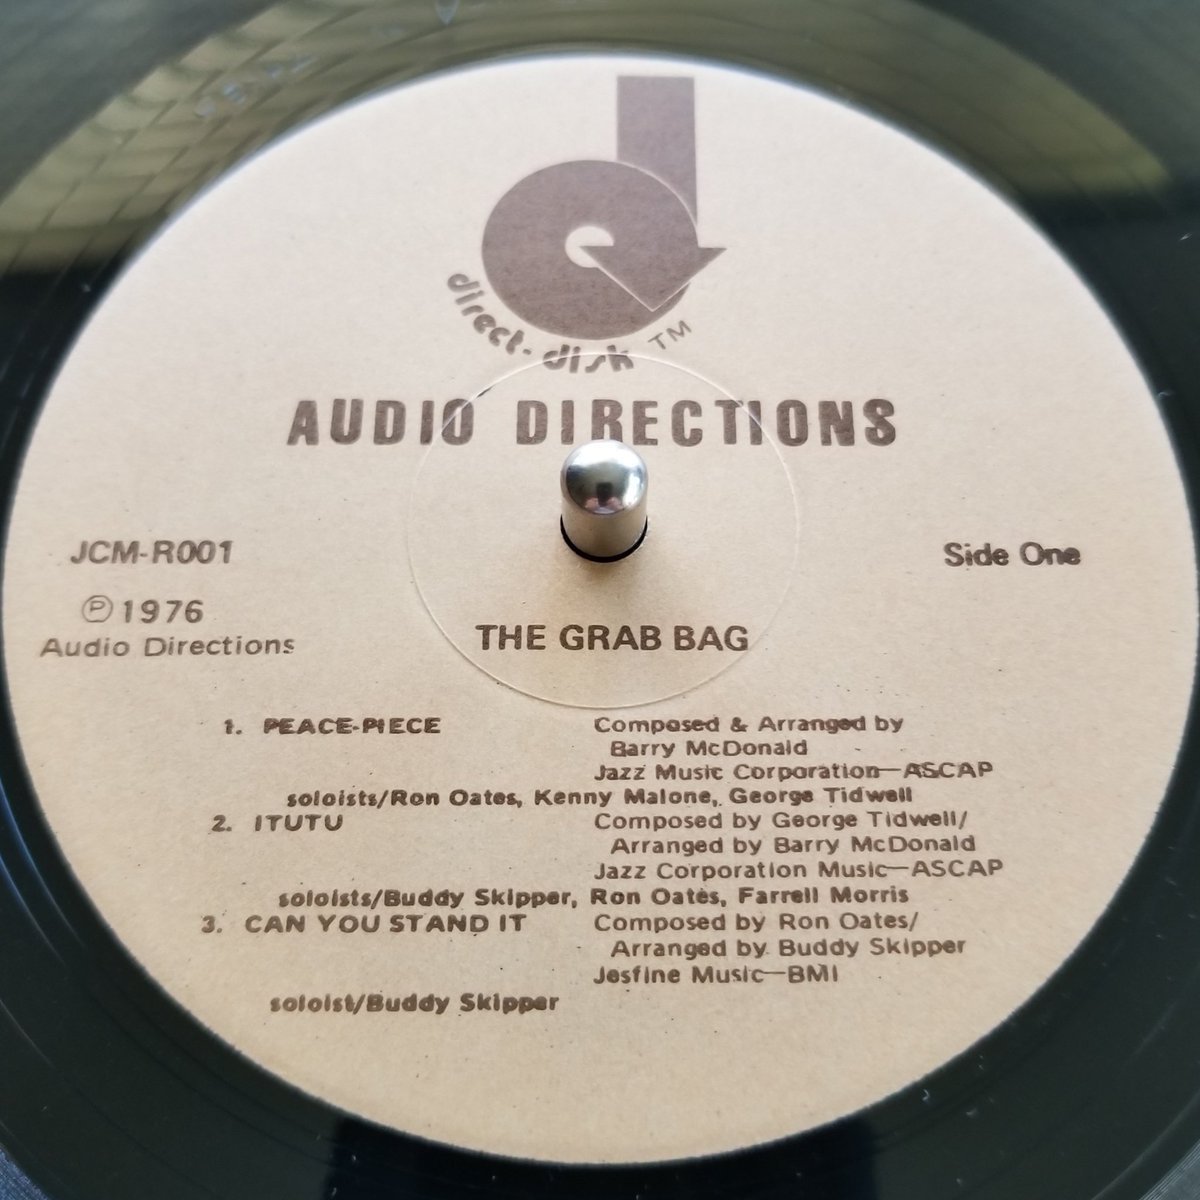 direct-disk TM
AUDIO DIRECTIONS
JCM-R001
Side One
Ⓟ1976
Audio Directions
THE GRAB BAG
1. PEACE-PIECE Composed & Arranged by
Barry McDonald
Jazz Music Corporation—ASCAP
soloists/Ron Oates, Kenny Malone, George Tidwell
2. ITUTU Composed by George Tidwell/
Arranged by Barry McDonald
Jazz Corporation Music—ASCAP
soloists/Buddy Skipper, Ron Oates, Farrell Morris
3. CAN YOU STAND IT Composed by Ron Oates/
Arranged by Buddy Skipper
Jesfine Music—BMI
soloist/Buddy Skipper